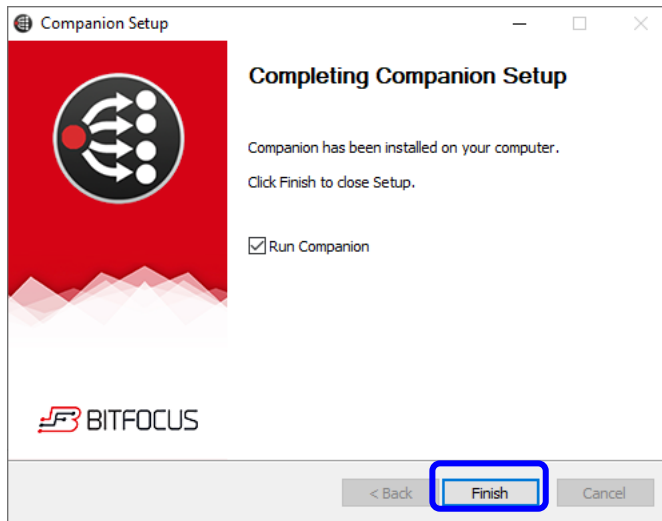 Companion Setup
Completing Companion Setup
Companion has been installed on your computer.
Click Finish to close Setup.
Run Companion
BITFOCUS
< Back
Finish
Cancel